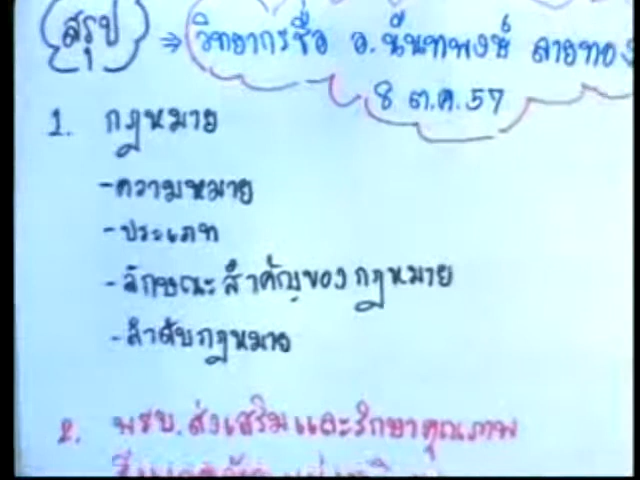 สรุป ⇒ วิทยากรชื่อ อ.นันทพงษ์ ลายทอง
8 ต.ค.57
1. กฎหมาย
-ความหมาย
-ประเภท
-ลักษณะสำคัญของกฎหมาย
-ลำดับกฎหมาย
2. พรบ.ส่งเสริมและรักษาคุณภาพ